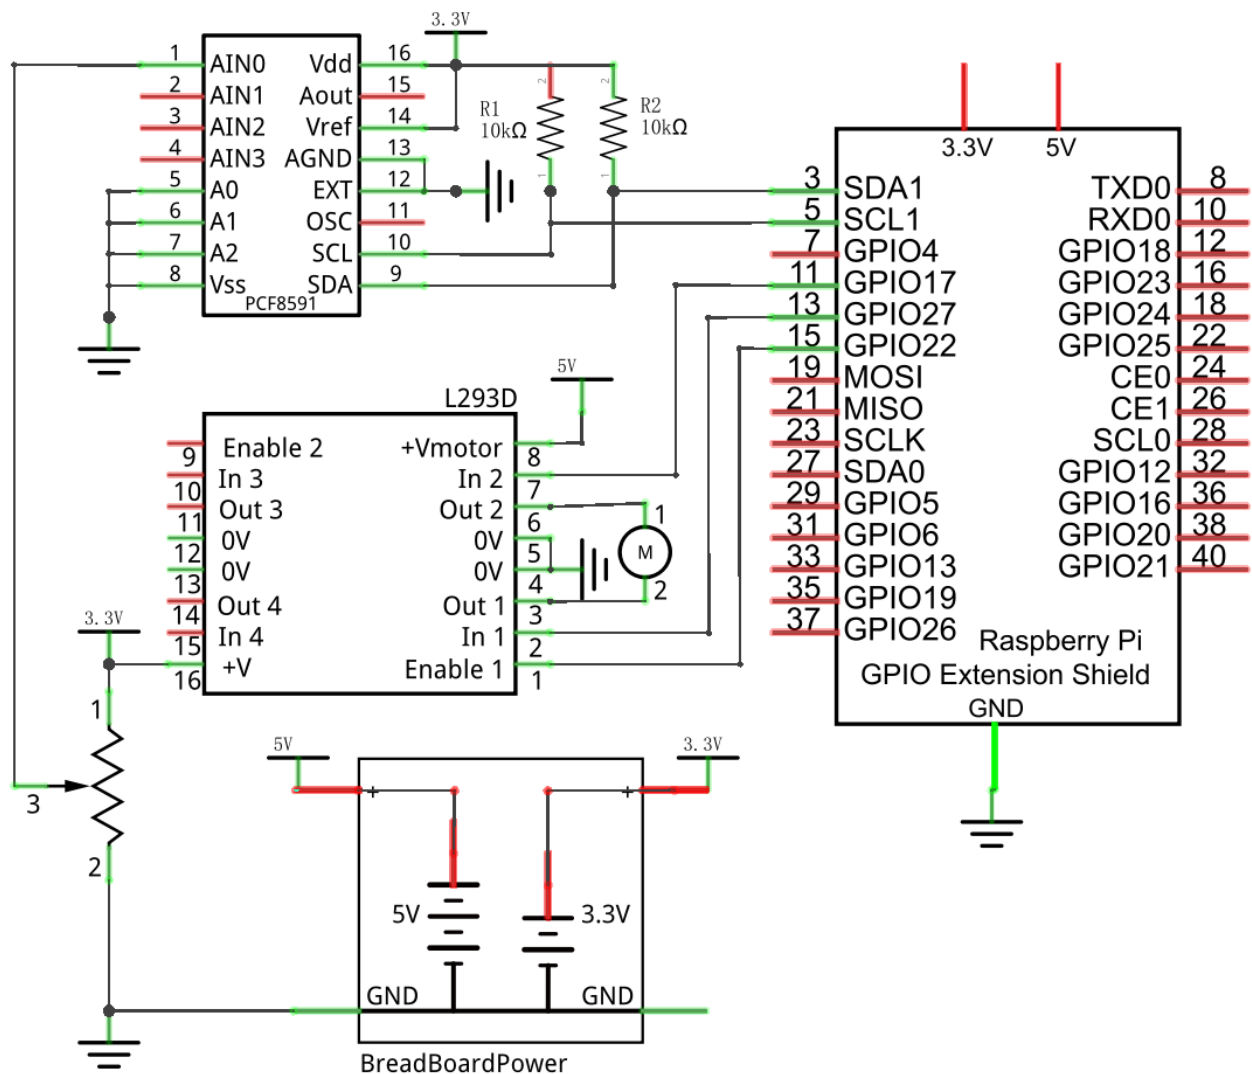 3.3V
1 AIN0 Vdd 16
2 AIN1 Aout 15
3 AIN2 Vref 14
4 AIN3 AGND 13
5 A0 EXT 12
6 A1 OSC 11
7 A2 SCL 10
8 Vss SDA 9
PCF8591
2
R1
10kΩ
1
2
R2
10kΩ
1
3.3V 5V
3 SDA1 TXD0 8
5 SCL1 RXD0 10
7 GPIO4 GPIO18 12
11 GPIO17 GPIO23 16
13 GPIO27 GPIO24 18
15 GPIO22 GPIO25 22
19 MOSI CE0 24
21 MISO CE1 26
23 SCLK SCL0 28
27 SDA0 GPIO12 32
29 GPIO5 GPIO16 36
31 GPIO6 GPIO20 38
33 GPIO13 GPIO21 40
35 GPIO19
37 GPIO26
Raspberry Pi
GPIO Extension Shield
GND
5V
L293D
9 Enable 2 +Vmotor 8
10 In 3 In 2 7
11 Out 3 Out 2 6
12 0V 0V 5
13 0V 0V 4
14 Out 4 Out 1 3
15 In 4 In 1 2
16 +V Enable 1 1
1
M
2
3.3V
1
3
2
5V 3.3V
+ +
5V 3.3V
GND GND
BreadBoardPower